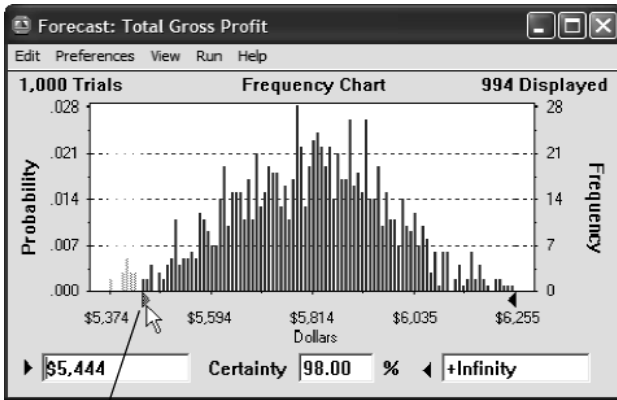 Forecast: Total Gross Profit
Edit Preferences View Run Help
1,000 Trials Frequency Chart 994 Displayed
.028 28
.021 21
.014 14
.007 7
.000 0
Probability
Frequency
$5,374 $5,594 $5,814 $6,035 $6,255
Dollars
$5,444 Certainty 98.00 % +Infinity